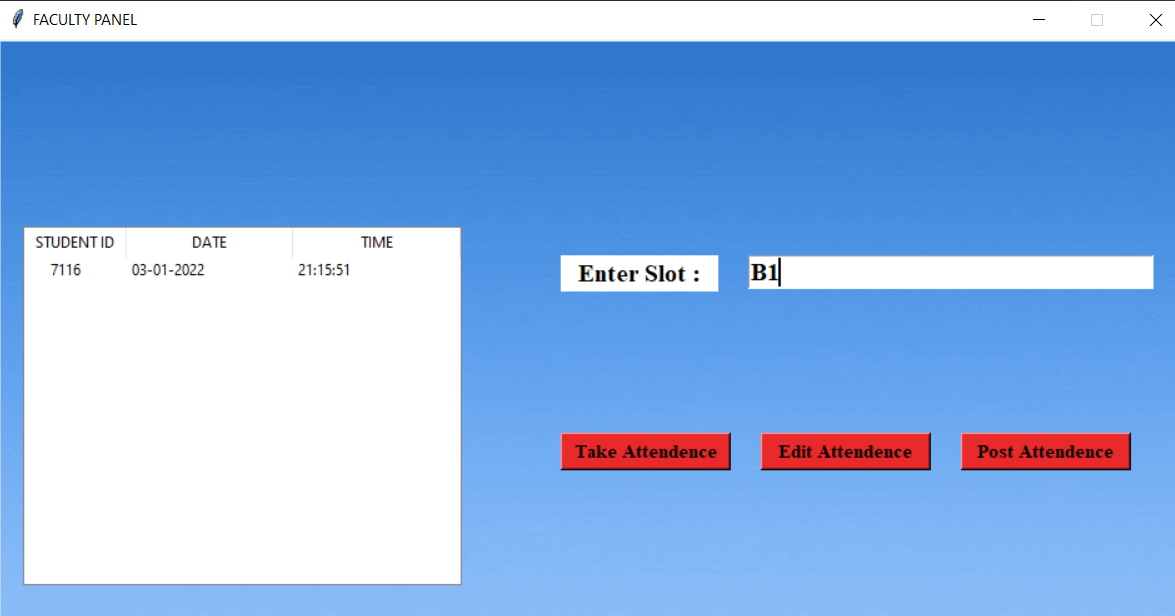 FACULTY PANEL
STUDENT ID DATE TIME
7116 03-01-2022 21:15:51
Enter Slot : B1
Take Attendence Edit Attendence Post Attendence